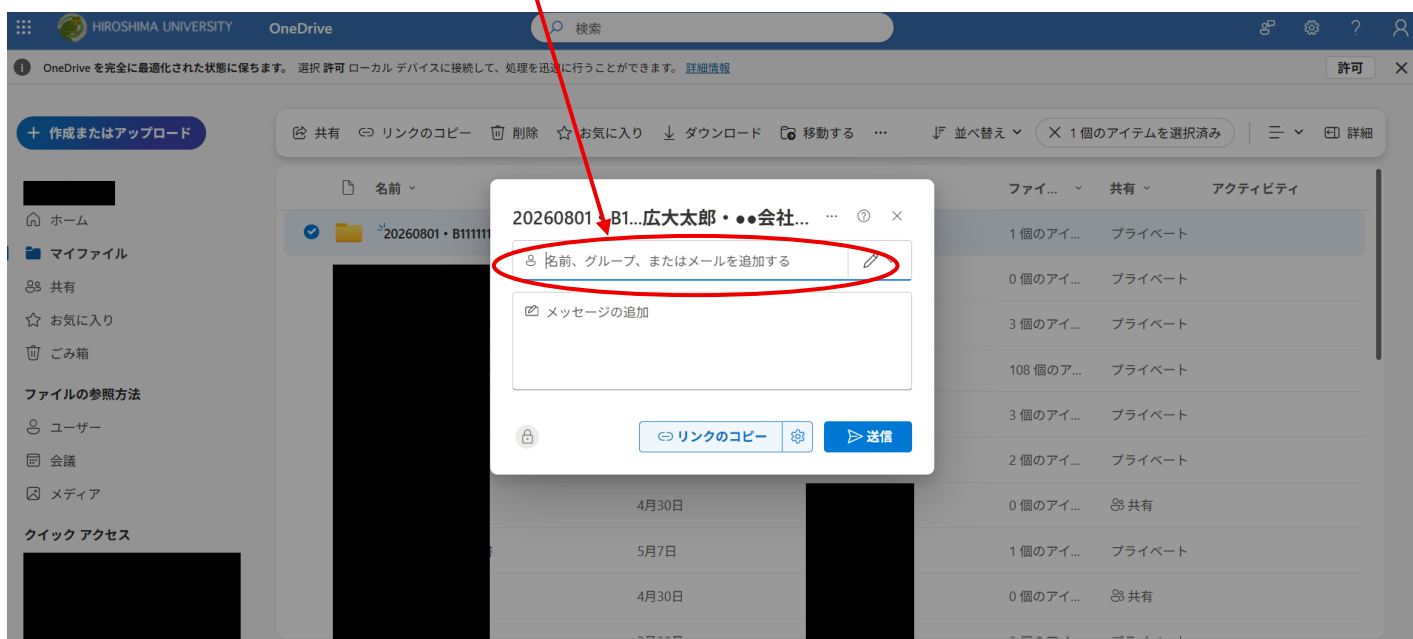 HIROSHIMA UNIVERSITY OneDrive 検索
OneDrive を完全に最適化された状態に保ちます。 選択 許可 ローカル デバイスに接続して、処理を迅速に行うことができます。 詳細情報 許可
作成またはアップロード
共有 リンクのコピー 削除 お気に入り ダウンロード 移動する … 並べ替え 1 個のアイテムを選択済み 詳細
ホーム
マイファイル
共有
お気に入り
ごみ箱
ファイルの参照方法
ユーザー
会議
メディア
クイック アクセス
名前 ファイ... 共有 アクティビティ
20260801・B111111 1 個のアイ... プライベート
0 個のアイ... プライベート
3 個のアイ... プライベート
108 個のア... プライベート
3 個のアイ... プライベート
2 個のアイ... プライベート
4月30日 0 個のアイ... 共有
5月7日 1 個のアイ... プライベート
4月30日 0 個のアイ... 共有
20260801・B1...広大太郎・●●会社... …
名前、グループ、またはメールを追加する
メッセージの追加
リンクのコピー 送信